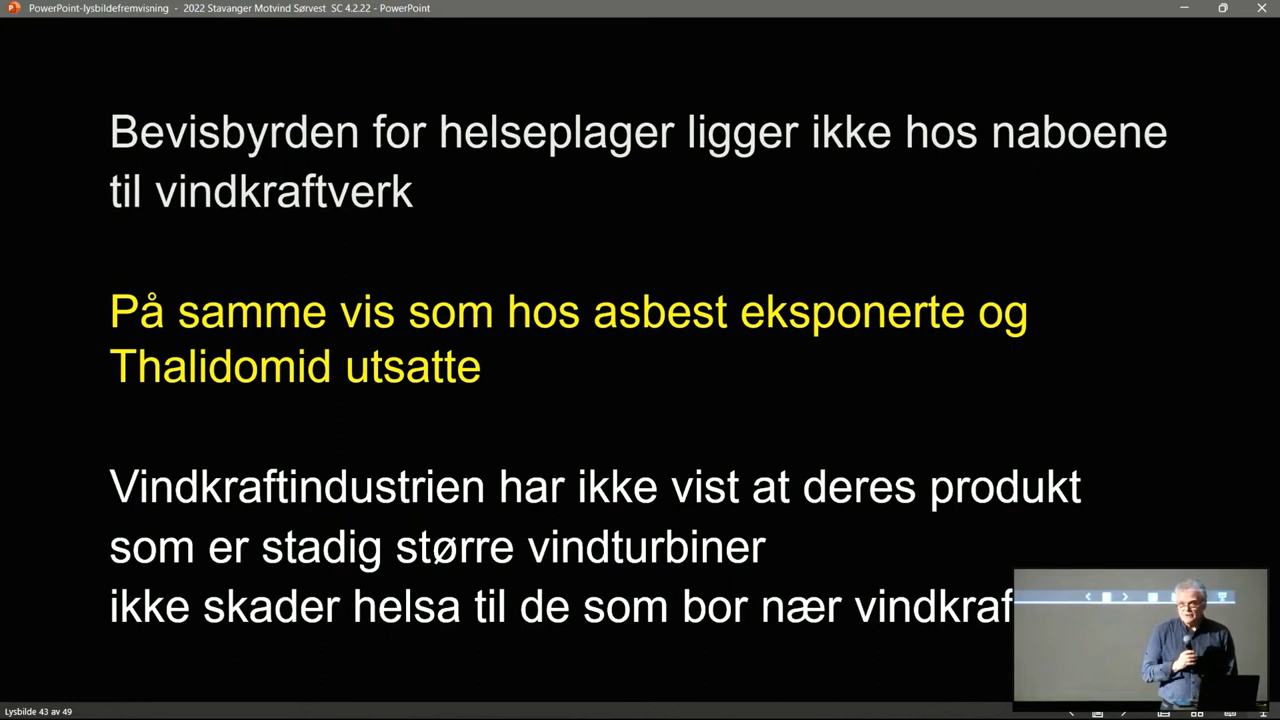 PowerPoint-lysbildefremvisning - 2022 Stavanger Motvind Sørvest SC 4.2.22 - PowerPoint
Bevisbyrden for helseplager ligger ikke hos naboene
til vindkraftverk
På samme vis som hos asbest eksponerte og
Thalidomid utsatte
Vindkraftindustrien har ikke vist at deres produkt
som er stadig større vindturbiner
ikke skader helsa til de som bor nær vindkraf
Lysbilde 43 av 49